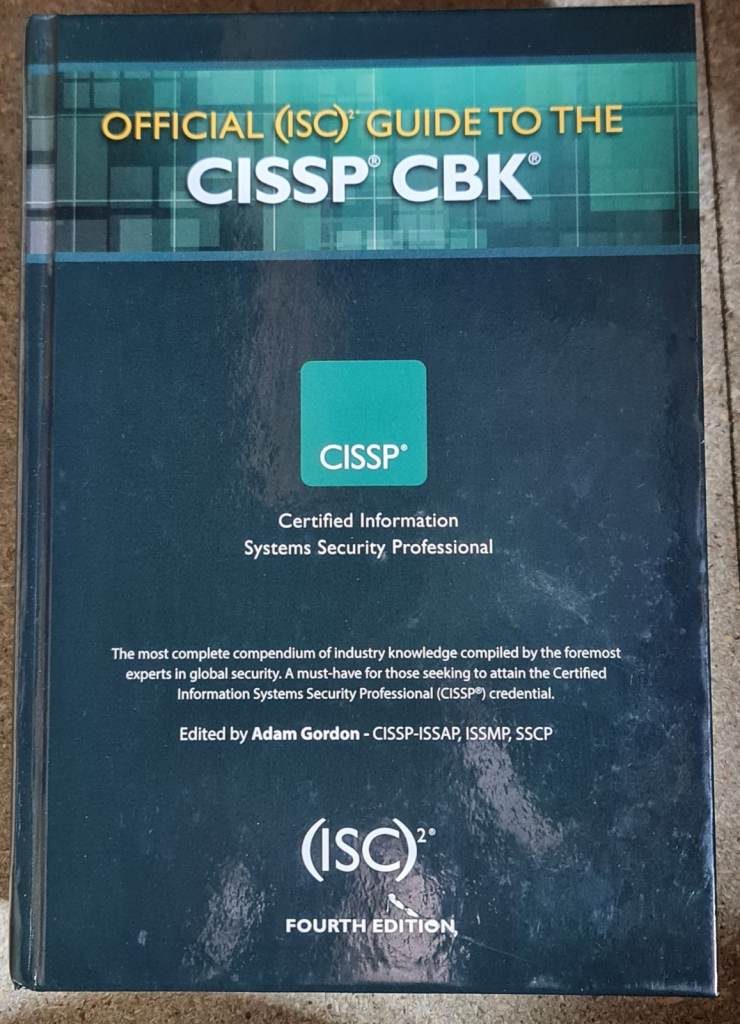 OFFICIAL (ISC)²® GUIDE TO THE
CISSP® CBK®
CISSP®
Certified Information
Systems Security Professional
The most complete compendium of industry knowledge compiled by the foremost
experts in global security. A must-have for those seeking to attain the Certified
Information Systems Security Professional (CISSP®) credential.
Edited by Adam Gordon - CISSP-ISSAP, ISSMP, SSCP
(ISC)²®
FOURTH EDITION